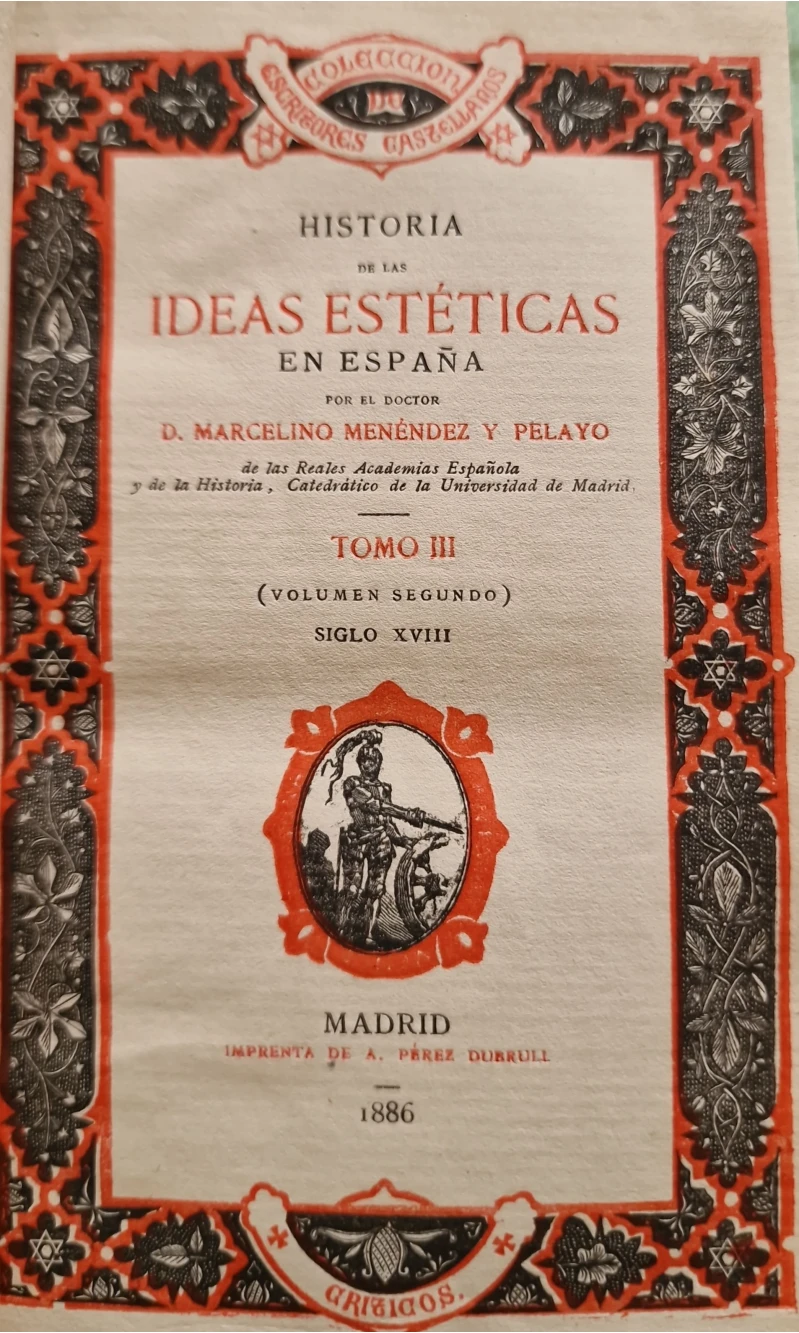 COLECCION
DE
ESCRITORES CASTELLANOS
HISTORIA
DE LAS
IDEAS ESTÉTICAS
EN ESPAÑA
POR EL DOCTOR
D. MARCELINO MENÉNDEZ Y PELAYO
de las Reales Academias Española
y de la Historia, Catedrático de la Universidad de Madrid.
TOMO III
(VOLUMEN SEGUNDO)
SIGLO XVIII
MADRID
IMPRENTA DE A. PÉREZ DUBRULL
1886
CRITICOS.